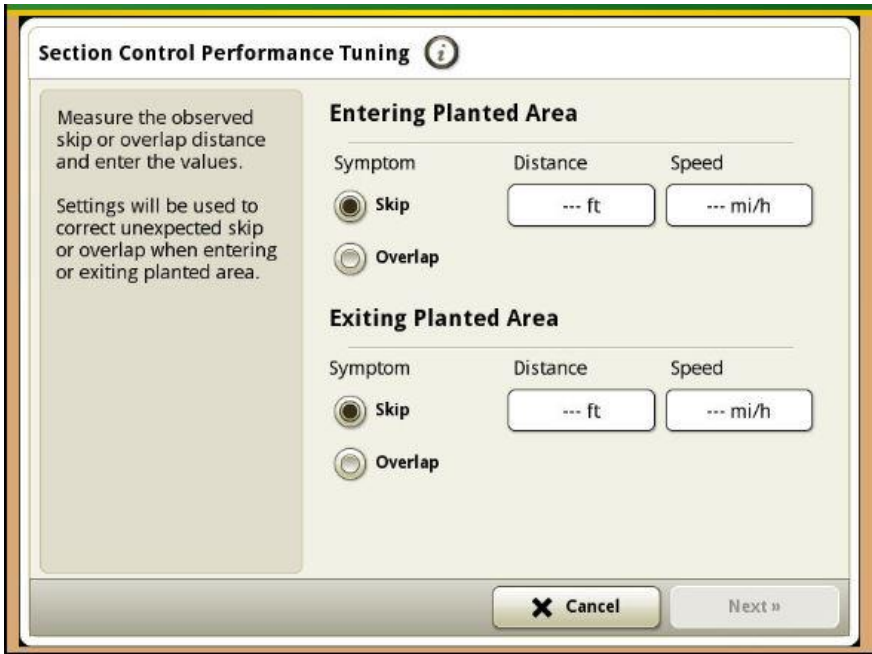 Section Control Performance Tuning
Measure the observed
skip or overlap distance
and enter the values.
Settings will be used to
correct unexpected skip
or overlap when entering
or exiting planted area.
Entering Planted Area
Symptom Distance Speed
Skip --- ft --- mi/h
Overlap
Exiting Planted Area
Symptom Distance Speed
Skip --- ft --- mi/h
Overlap
Cancel Next »